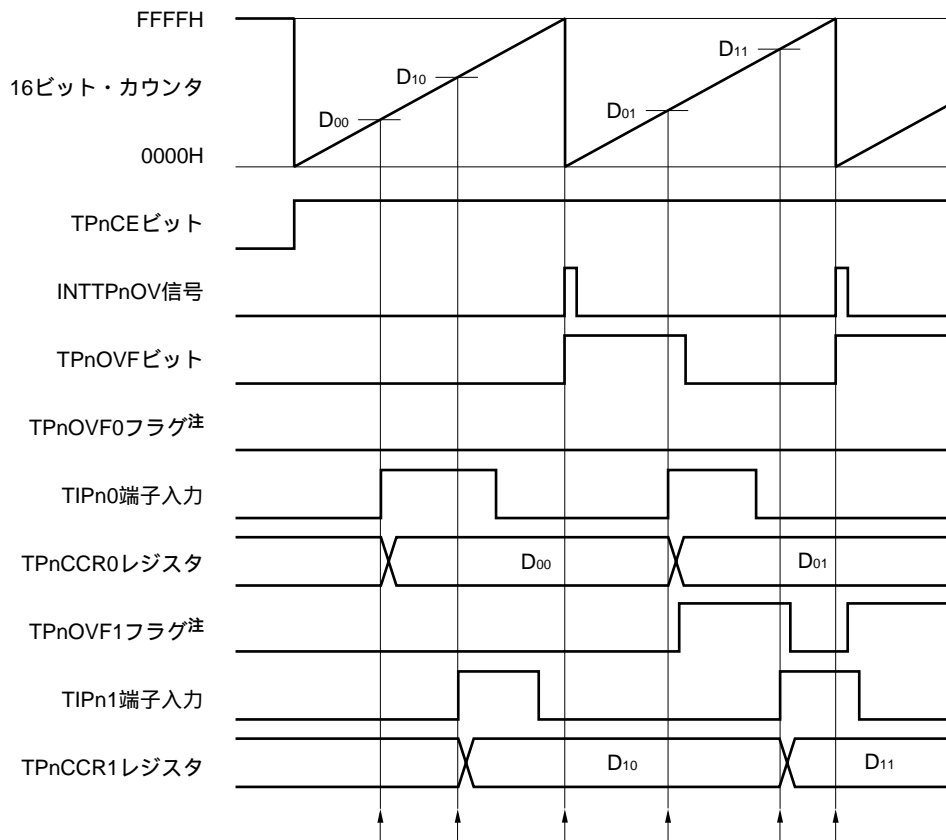 FFFFH
16ビット・カウンタ
0000H
D10
D00
D11
D01
TPnCEビット
INTTPnOV信号
TPnOVFビット
TPnOVF0フラグ注
TIPn0端子入力
TPnCCR0レジスタ
D00
D01
TPnOVF1フラグ注
TIPn1端子入力
TPnCCR1レジスタ
D10
D11